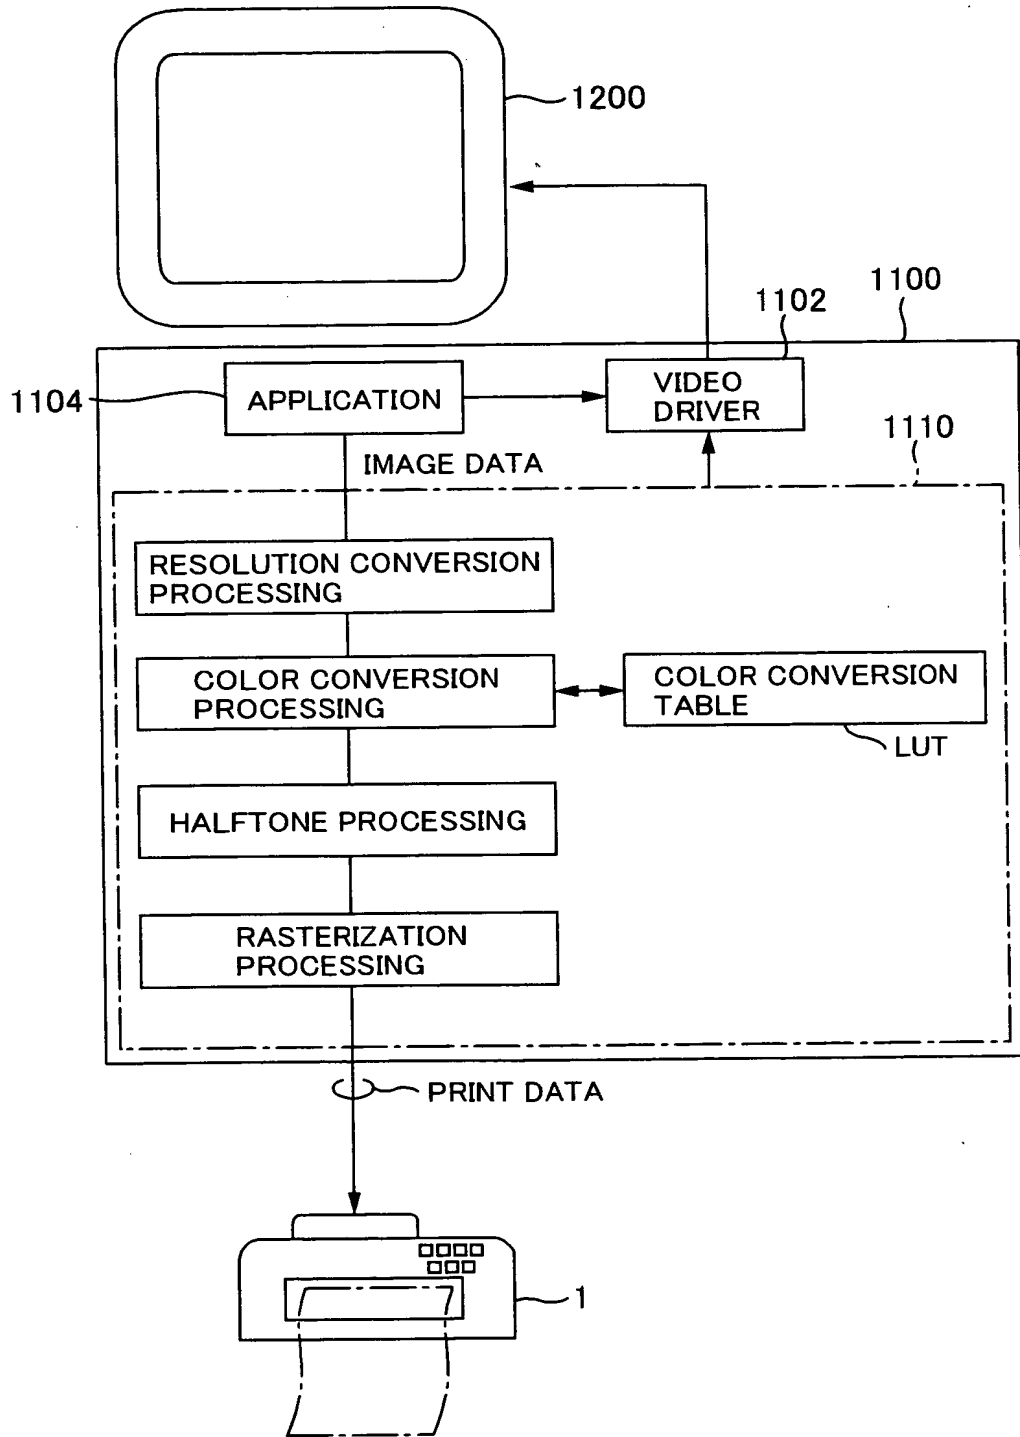 1200
1100
1102
1104
APPLICATION
VIDEO
DRIVER
1110
IMAGE DATA
RESOLUTION CONVERSION
PROCESSING
COLOR CONVERSION
PROCESSING
COLOR CONVERSION
TABLE
LUT
HALFTONE PROCESSING
RASTERIZATION
PROCESSING
PRINT DATA
1